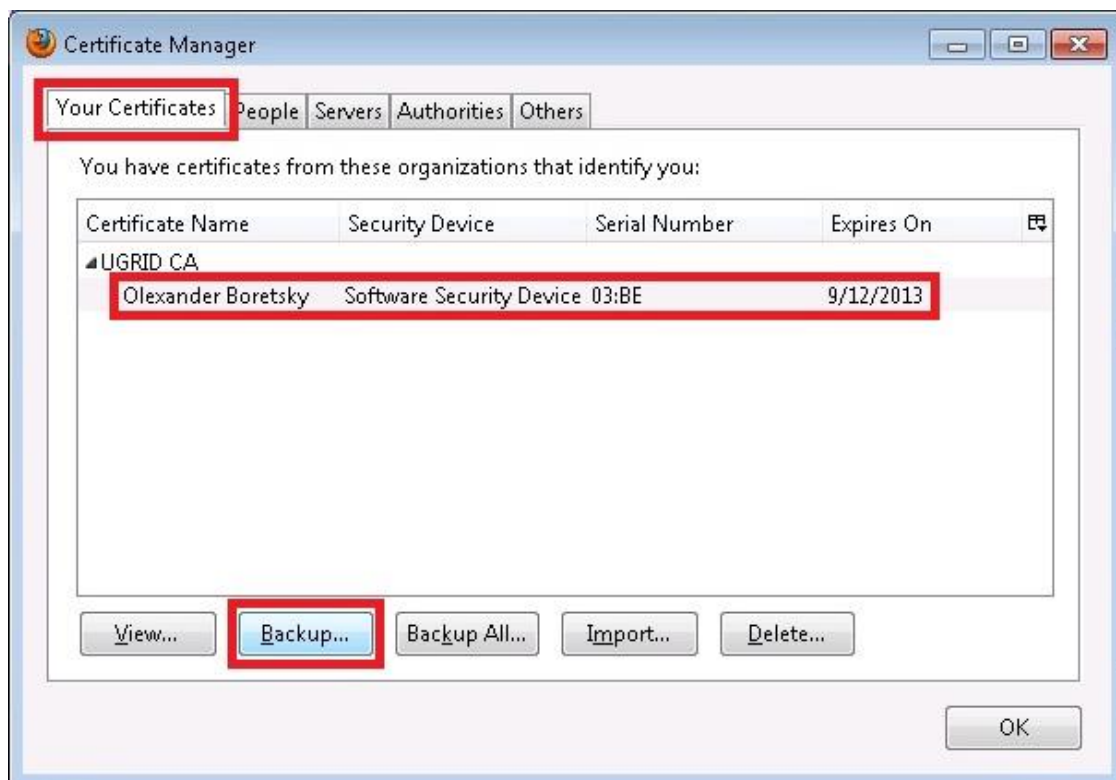 Certificate Manager
Your Certificates People Servers Authorities Others
You have certificates from these organizations that identify you:
Certificate Name Security Device Serial Number Expires On
UGRID CA
Olexander Boretsky Software Security Device 03:BE 9/12/2013
View... Backup... Backup All... Import... Delete...
OK